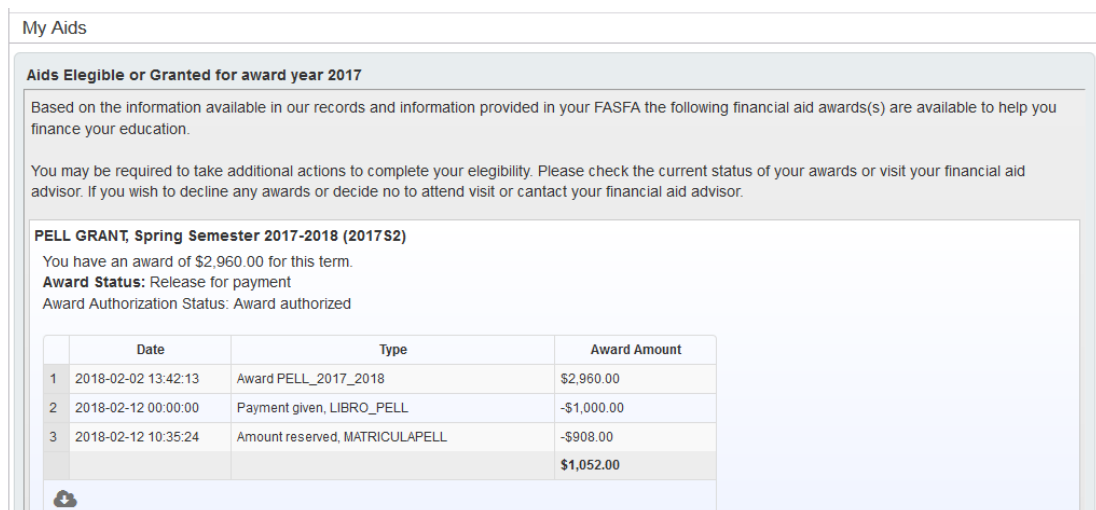 My Aids
Aids Elegible or Granted for award year 2017
Based on the information available in our records and information provided in your FASFA the following financial aid awards(s) are available to help you
finance your education.
You may be required to take additional actions to complete your elegibility. Please check the current status of your awards or visit your financial aid
advisor. If you wish to decline any awards or decide no to attend visit or cantact your financial aid advisor.
PELL GRANT, Spring Semester 2017-2018 (2017S2)
You have an award of $2,960.00 for this term.
Award Status: Release for payment
Award Authorization Status: Award authorized
Date Type Award Amount
1 2018-02-02 13:42:13 Award PELL_2017_2018 $2,960.00
2 2018-02-12 00:00:00 Payment given, LIBRO_PELL -$1,000.00
3 2018-02-12 10:35:24 Amount reserved, MATRICULAPELL -$908.00
$1,052.00